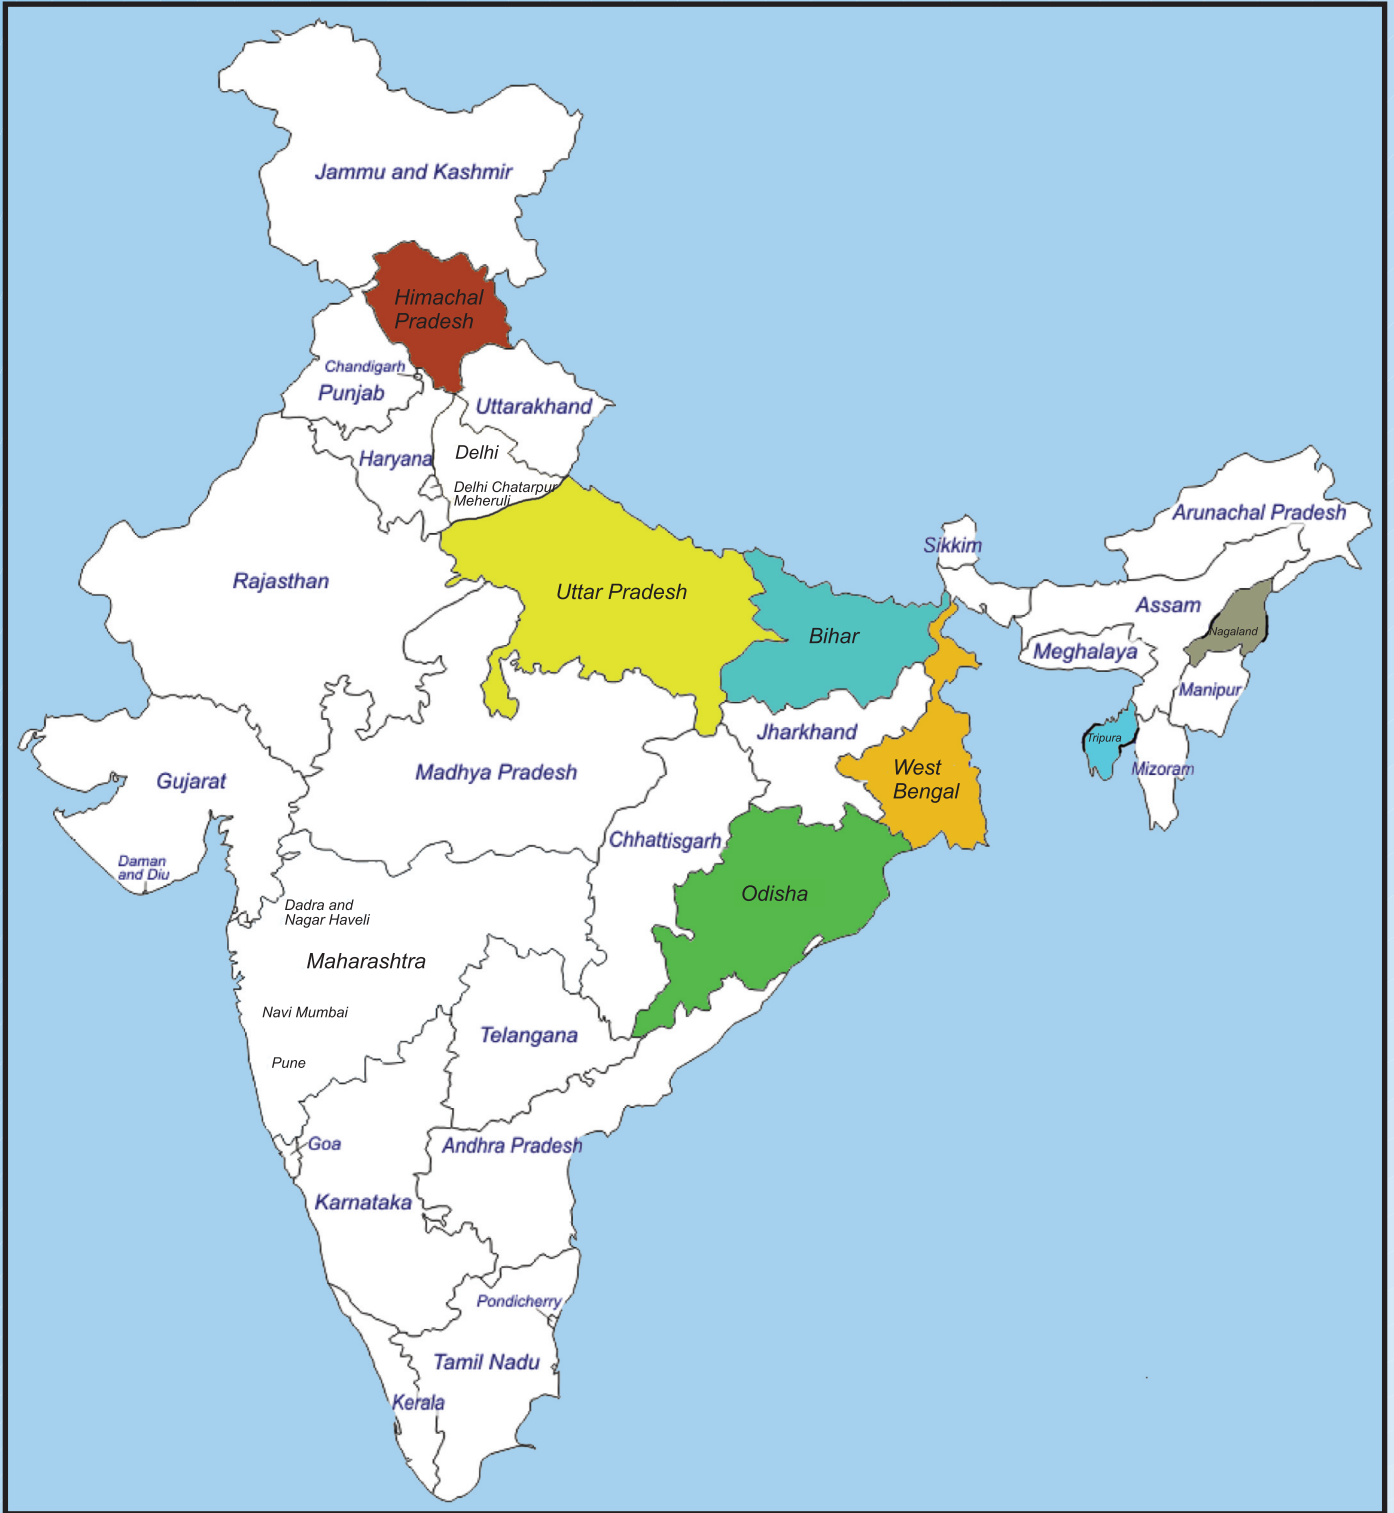 Jammu and Kashmir
Himachal
Pradesh
Chandigarh
Punjab
Uttarakhand
Haryana
Delhi
Delhi Chatarpur
Meheruli
Arunachal Pradesh
Sikkim
Rajasthan
Uttar Pradesh
Assam
Bihar
Nagaland
Meghalaya
Manipur
Jharkhand
Tripura
West
Bengal
Mizoram
Madhya Pradesh
Gujarat
Chhattisgarh
Daman
and Diu
Odisha
Dadra and
Nagar Haveli
Maharashtra
Navi Mumbai
Telangana
Pune
Goa
Andhra Pradesh
Karnataka
Pondicherry
Tamil Nadu
Kerala